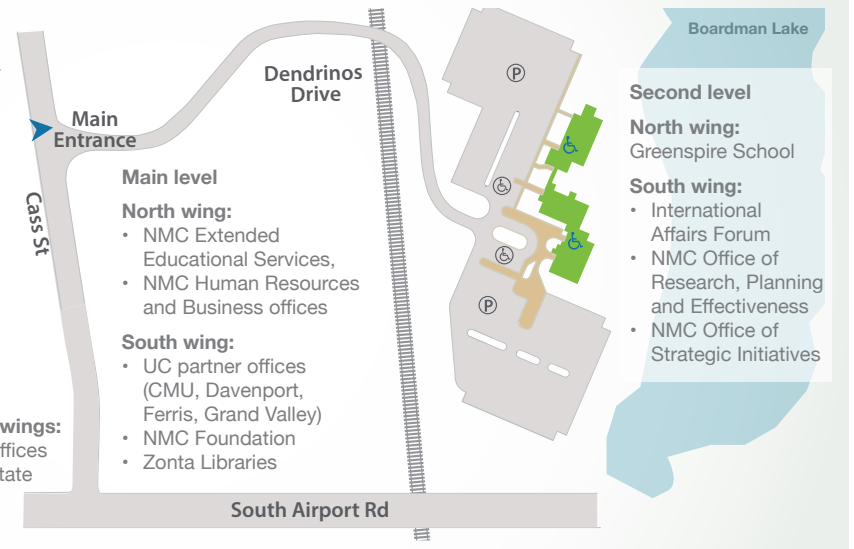 Boardman Lake
Dendrinos
Drive
Main
Entrance
Cass St
Main level
North wing:
• NMC Extended
Educational Services,
• NMC Human Resources
and Business offices
South wing:
• UC partner offices
(CMU, Davenport,
Ferris, Grand Valley)
• NMC Foundation
• Zonta Libraries
wings:
ffices
tate
South Airport Rd
P
P
Second level
North wing:
Greenspire School
South wing:
• International
Affairs Forum
• NMC Office of
Research, Planning
and Effectiveness
• NMC Office of
Strategic Initiatives